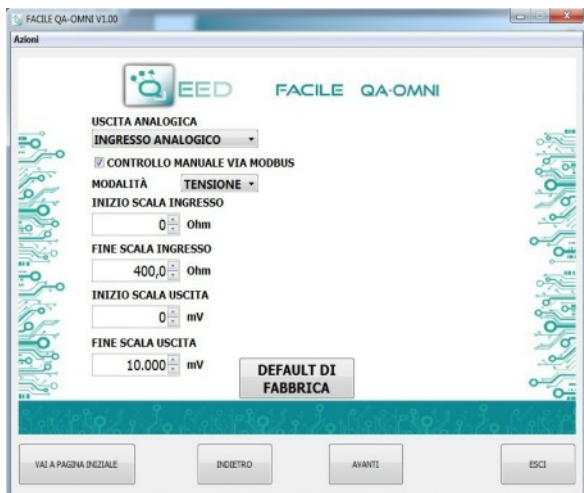 FACILE QA-OMNI V1.00
Azioni
QEED FACILE QA-OMNI
USCITA ANALOGICA
INGRESSO ANALOGICO
CONTROLLO MANUALE VIA MODBUS
MODALITÀ TENSIONE
INIZIO SCALA INGRESSO
0 Ohm
FINE SCALA INGRESSO
400,0 Ohm
INIZIO SCALA USCITA
0 mV
FINE SCALA USCITA
10.000 mV
DEFAULT DI
FABBRICA
VAI A PAGINA INIZIALE INDIETRO AVANTI ESCI